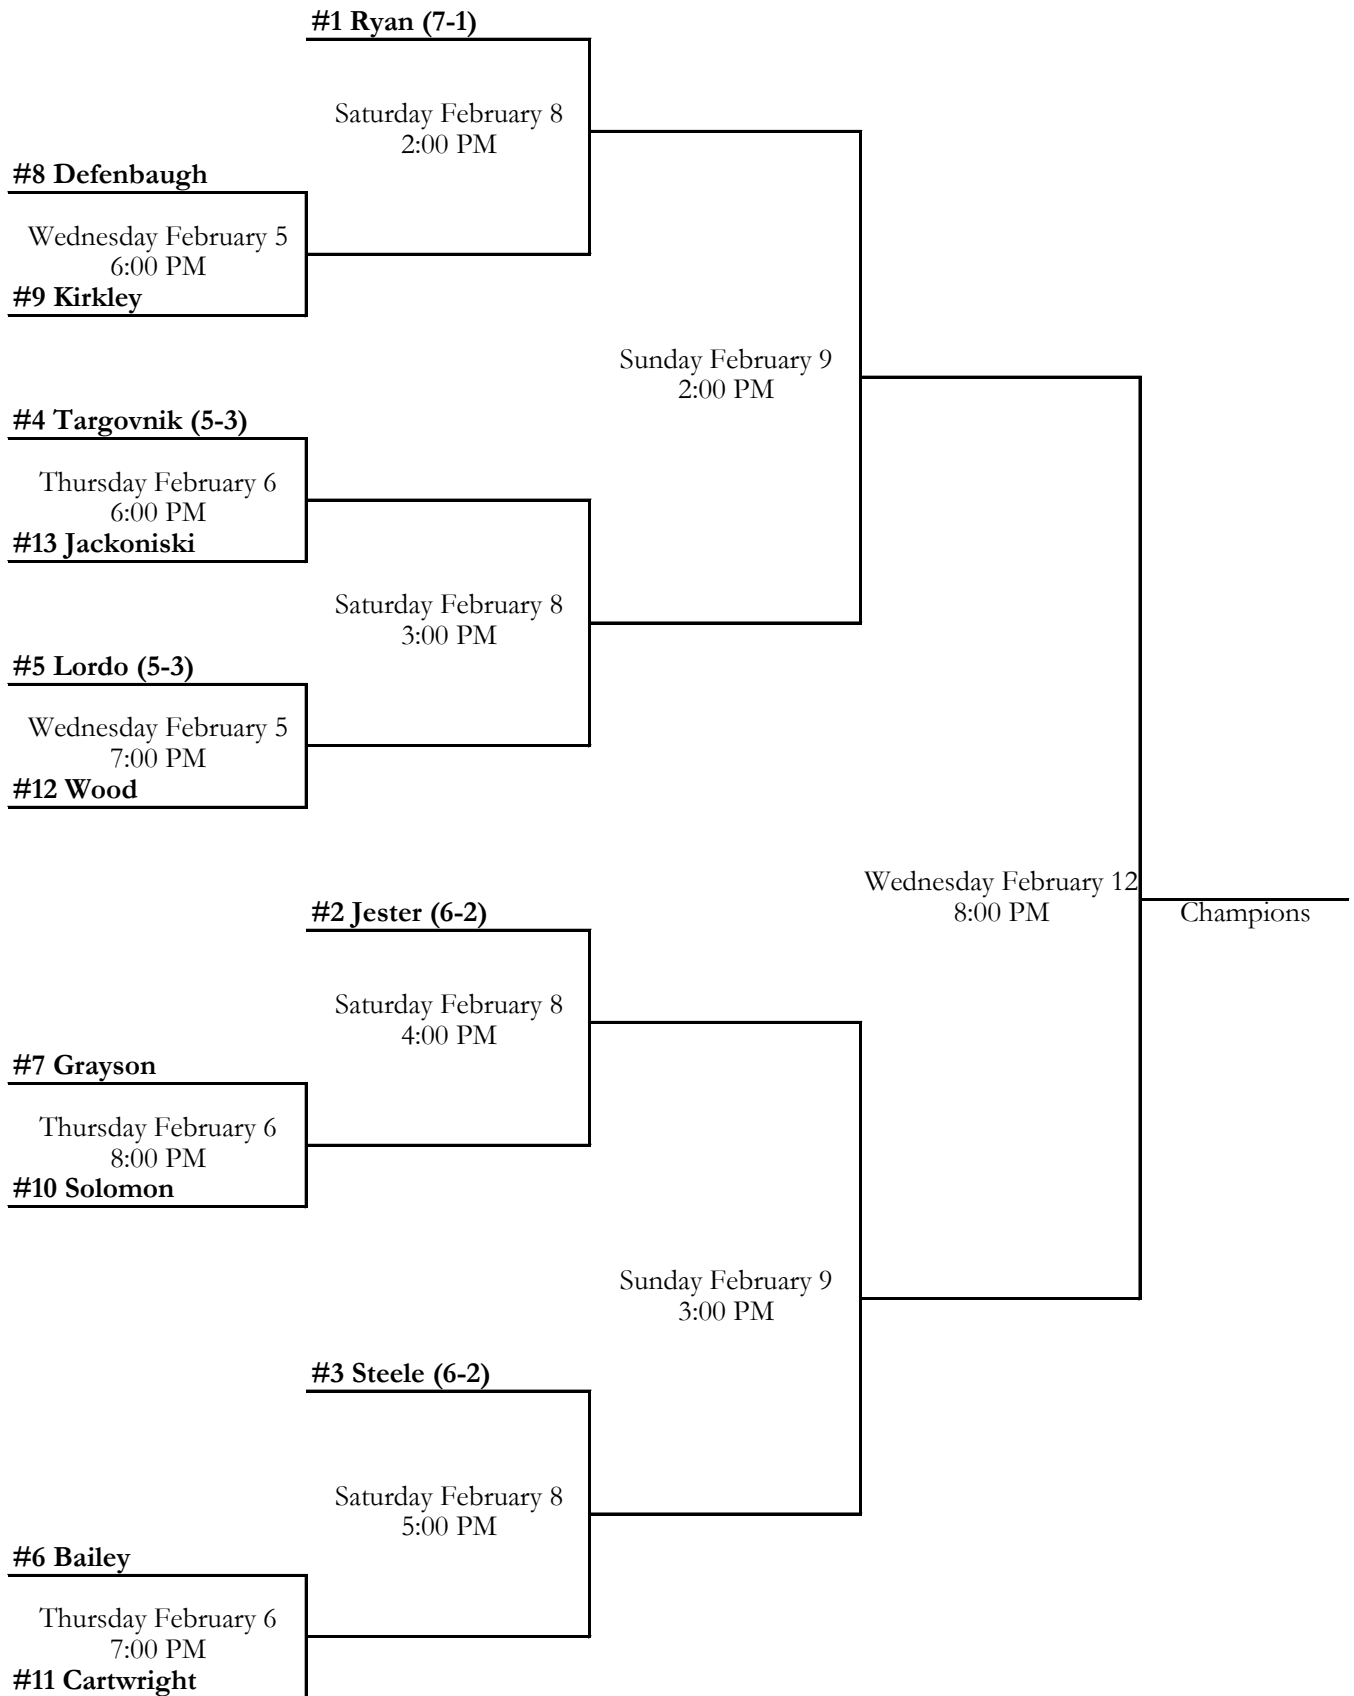 #1 Ryan (7-1)
Saturday February 8
2:00 PM
#8 Defenbaugh
Wednesday February 5
6:00 PM
#9 Kirkley
Sunday February 9
2:00 PM
#4 Targovnik (5-3)
Thursday February 6
6:00 PM
#13 Jackoniski
Saturday February 8
3:00 PM
#5 Lordo (5-3)
Wednesday February 5
7:00 PM
#12 Wood
Wednesday February 12
8:00 PM
Champions
#2 Jester (6-2)
Saturday February 8
4:00 PM
#7 Grayson
Thursday February 6
8:00 PM
#10 Solomon
Sunday February 9
3:00 PM
#3 Steele (6-2)
Saturday February 8
5:00 PM
#6 Bailey
Thursday February 6
7:00 PM
#11 Cartwright